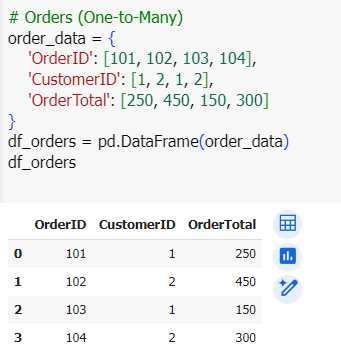 # Orders (One-to-Many)
order_data = {
    'OrderID': [101, 102, 103, 104],
    'CustomerID': [1, 2, 1, 2],
    'OrderTotal': [250, 450, 150, 300]
}
df_orders = pd.DataFrame(order_data)
df_orders
OrderID CustomerID OrderTotal
0 101 1 250
1 102 2 450
2 103 1 150
3 104 2 300